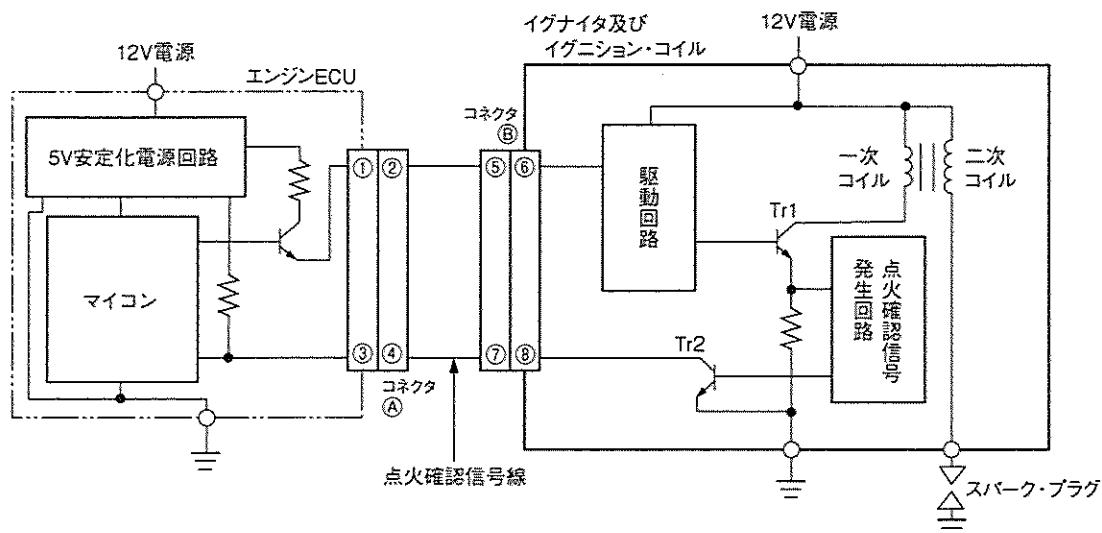 イグナイタ及び
イグニション・コイル
12V電源
12V電源
エンジンECU
コネクタ
Ⓑ
5V安定化電源回路
①
②
⑤
⑥
駆動回路
一次
コイル
二次
コイル
Tr1
マイコン
点火確認信号
発生回路
③
④
⑦
⑧
Tr2
コネクタ
Ⓐ
点火確認信号線
スパーク・プラグ